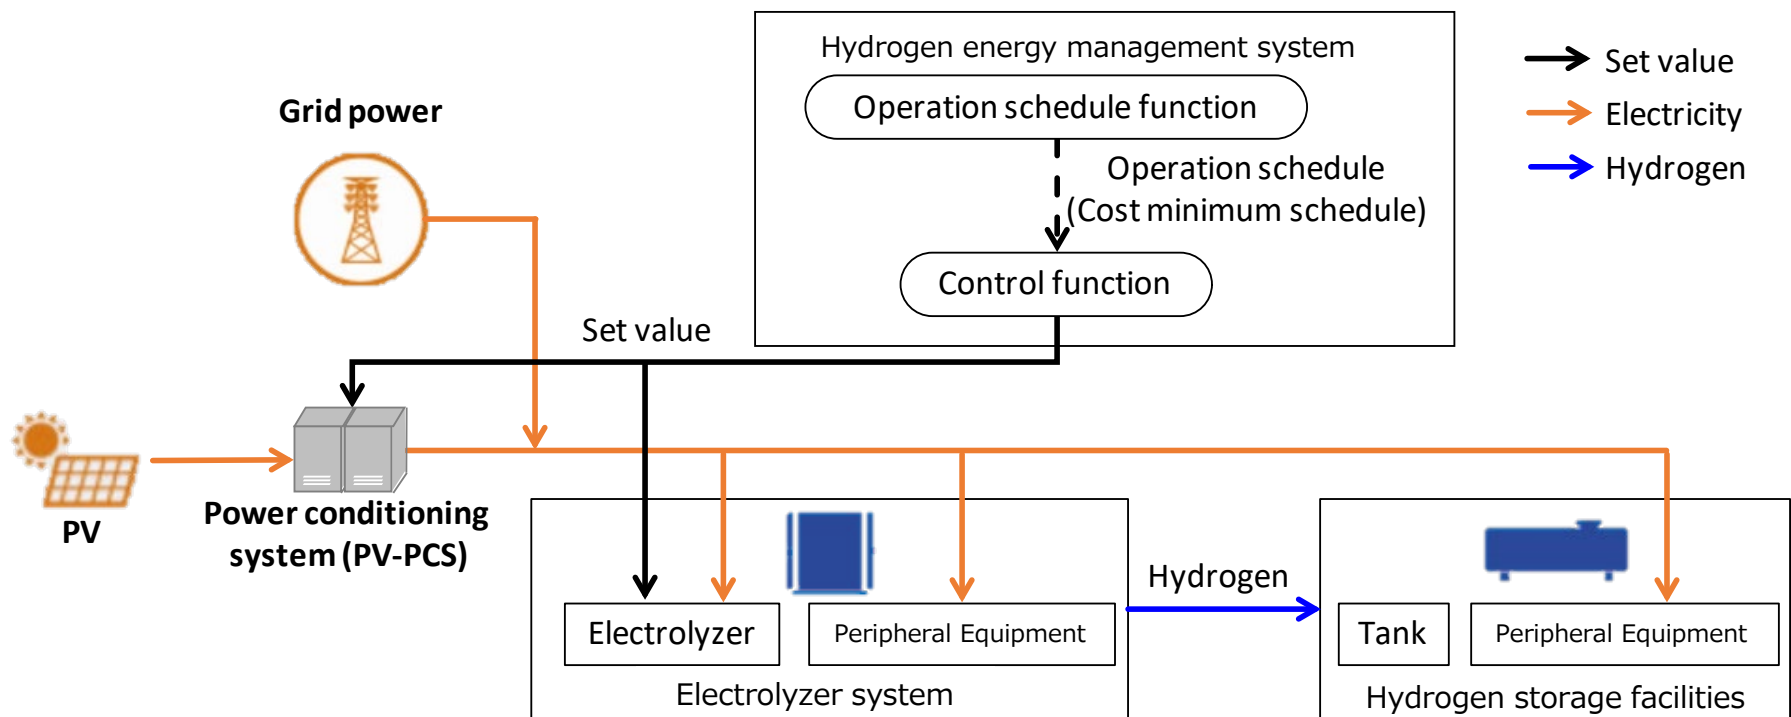 Hydrogen energy management system
Operation schedule function
Operation schedule
(Cost minimum schedule)
Control function
Set value
Electricity
Hydrogen
Grid power
Set value
PV
Power conditioning
system (PV-PCS)
Electrolyzer
Peripheral Equipment
Electrolyzer system
Hydrogen
Tank
Peripheral Equipment
Hydrogen storage facilities